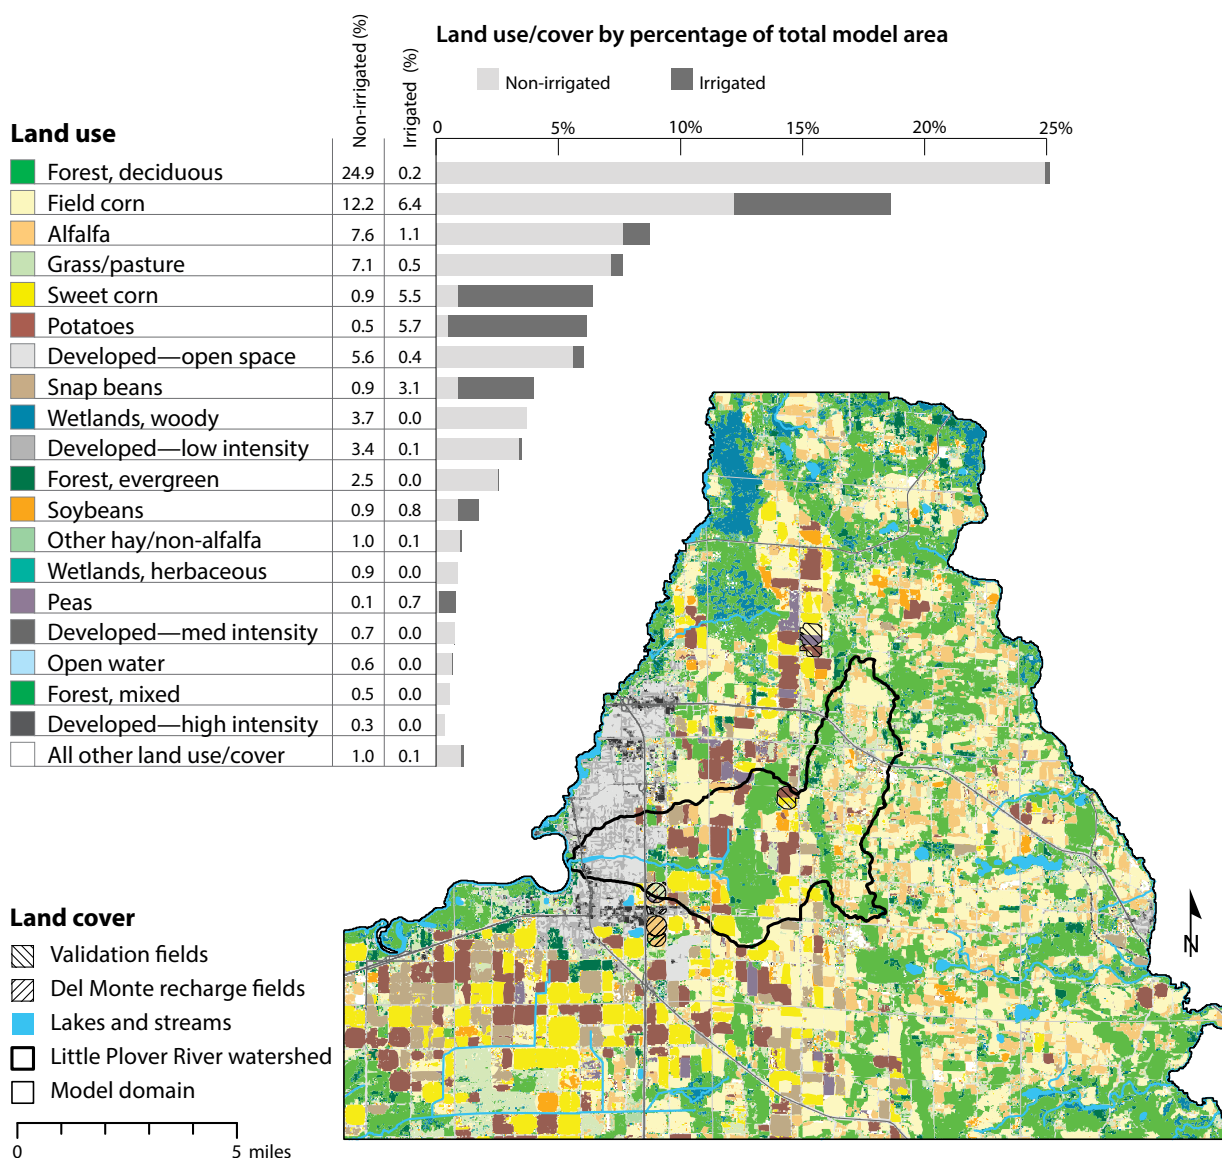 Land use/cover by percentage of total model area
Non-irrigated
Irrigated
Land use
Non-irrigated (%)
Irrigated (%)
0 5% 10% 15% 20% 25%
Forest, deciduous 24.9 0.2
Field corn 12.2 6.4
Alfalfa 7.6 1.1
Grass/pasture 7.1 0.5
Sweet corn 0.9 5.5
Potatoes 0.5 5.7
Developed—open space 5.6 0.4
Snap beans 0.9 3.1
Wetlands, woody 3.7 0.0
Developed—low intensity 3.4 0.1
Forest, evergreen 2.5 0.0
Soybeans 0.9 0.8
Other hay/non-alfalfa 1.0 0.1
Wetlands, herbaceous 0.9 0.0
Peas 0.1 0.7
Developed—med intensity 0.7 0.0
Open water 0.6 0.0
Forest, mixed 0.5 0.0
Developed—high intensity 0.3 0.0
All other land use/cover 1.0 0.1
Land cover
Validation fields
Del Monte recharge fields
Lakes and streams
Little Plover River watershed
Model domain
0 5 miles
N